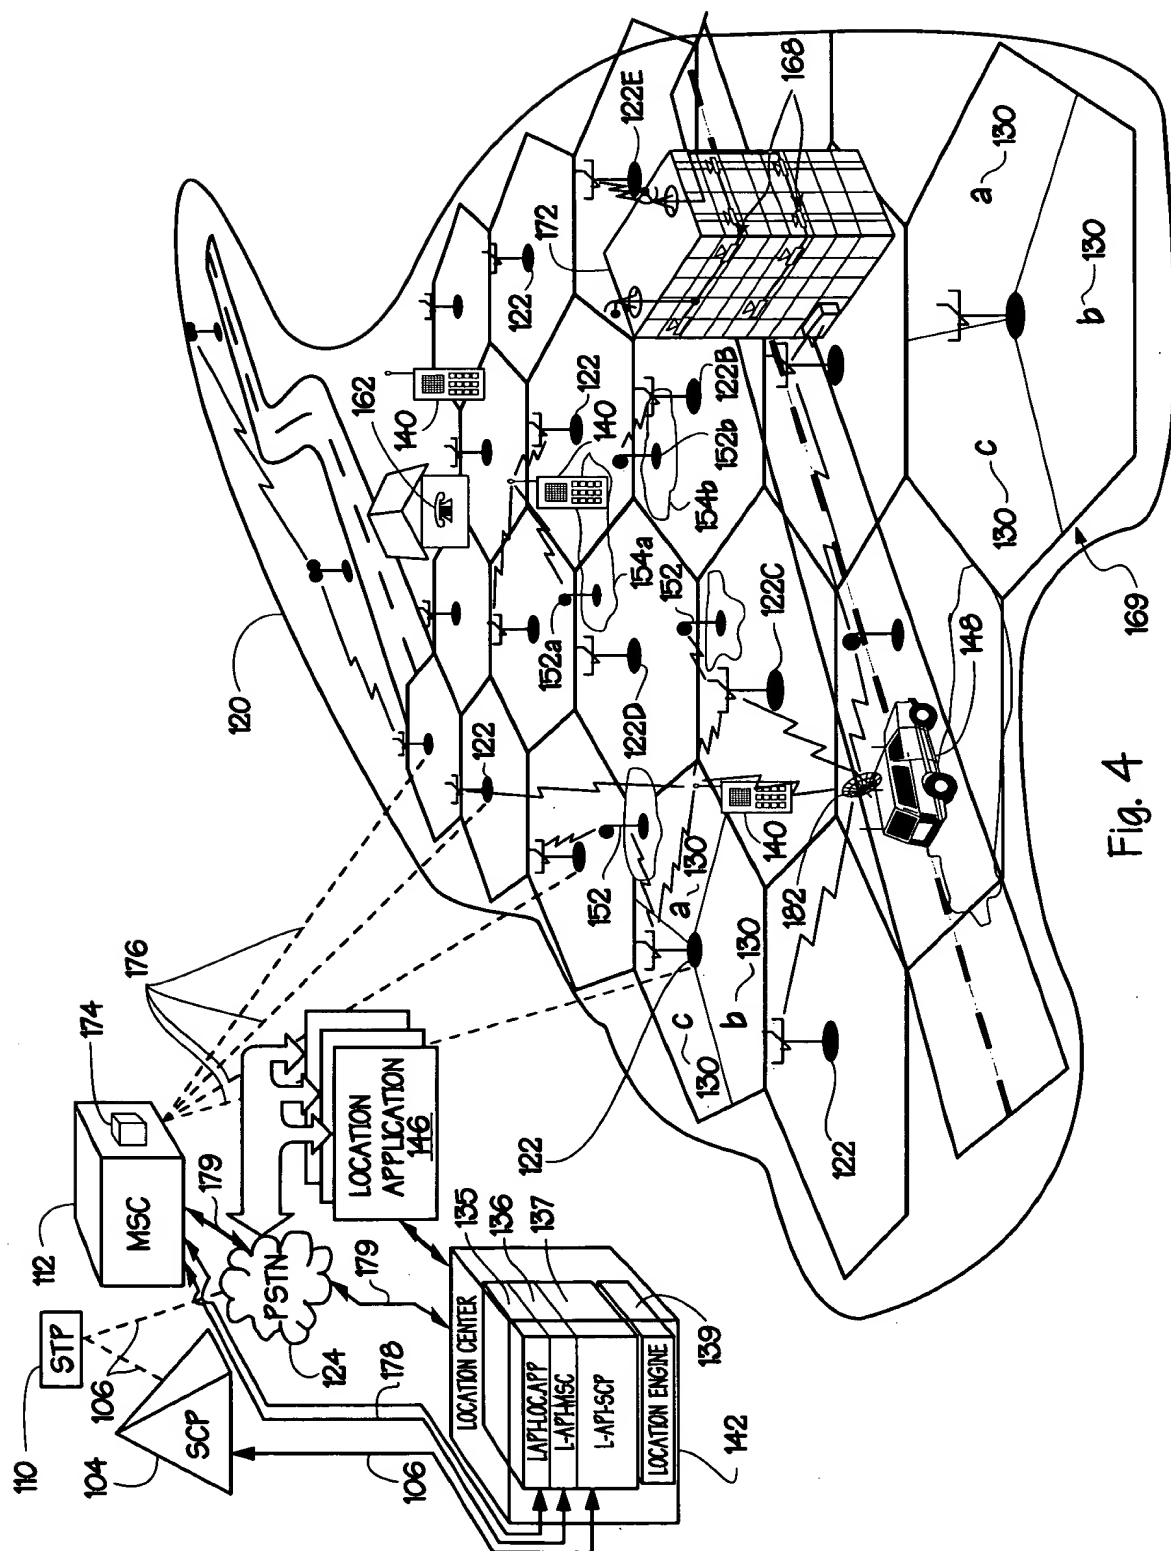 110
STP
112
174
104
106
SCP
MSC
176
120
179
PSTN
124
178
106
LOCATION APPLICATION
146
162
140
122
122
172
122
140
122E
168
152a
154a
152
122D
152b
154b
122B
152
122C
a 130
140
179
135
136
137
139
142
LOCATION CENTER
LAPI-LOCAPP
L-API-MSC
L-API-SCP
LOCATION ENGINE
122
c 130
b 130
182
122
148
169
c 130
a 130
b 130
Fig. 4